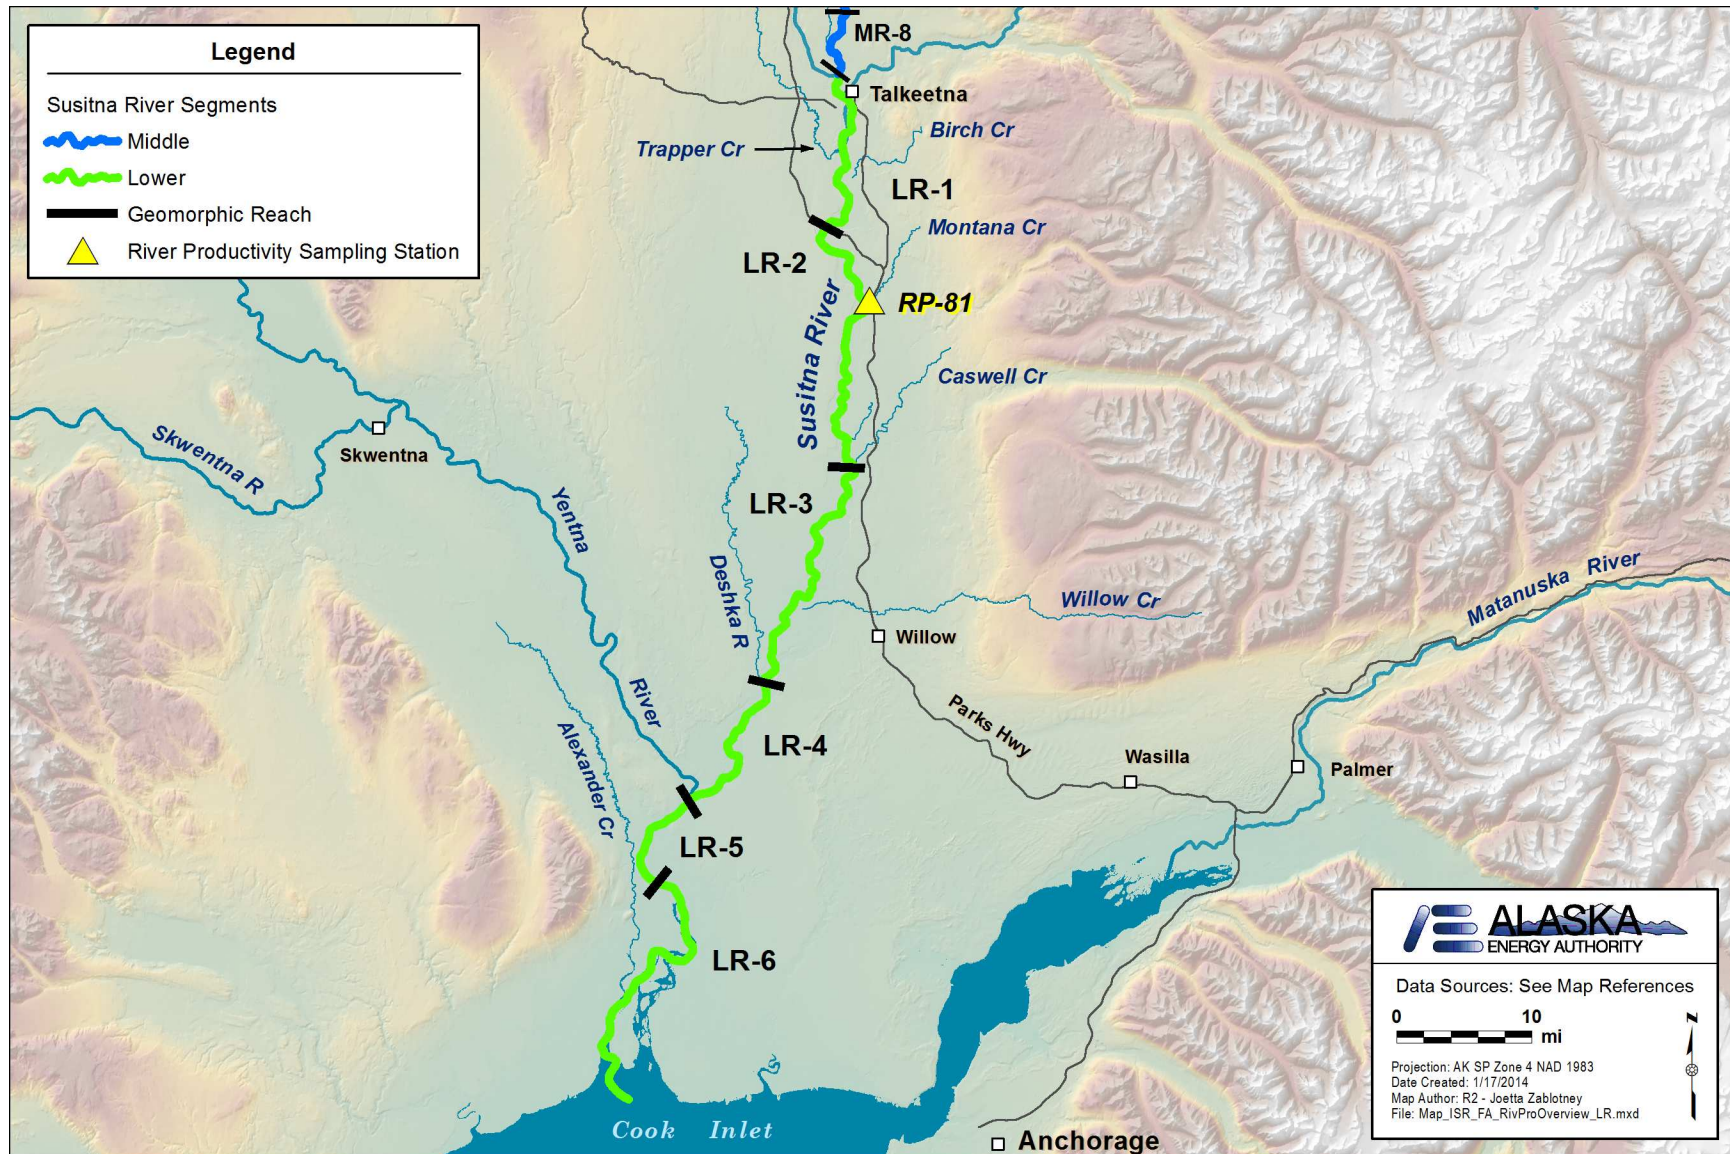 Legend
Susitna River Segments
Middle
Lower
Geomorphic Reach
River Productivity Sampling Station
MR-8
Talkeetna
Birch Cr
Trapper Cr
LR-1
Montana Cr
LR-2
RP-81
Susitna River
Caswell Cr
Skwentna R
Skwentna
Yentna
River
LR-3
Deshka R
Willow Cr
Matanuska River
Willow
Parks Hwy
Alexander Cr
LR-4
Wasilla
Palmer
LR-5
LR-6
Cook Inlet
Anchorage
ALASKA
ENERGY AUTHORITY
Data Sources: See Map References
0 10
mi
N
Projection: AK SP Zone 4 NAD 1983
Date Created: 1/17/2014
Map Author: R2 - Joetta Zablotney
File: Map_ISR_FA_RivProOverview_LR.mxd